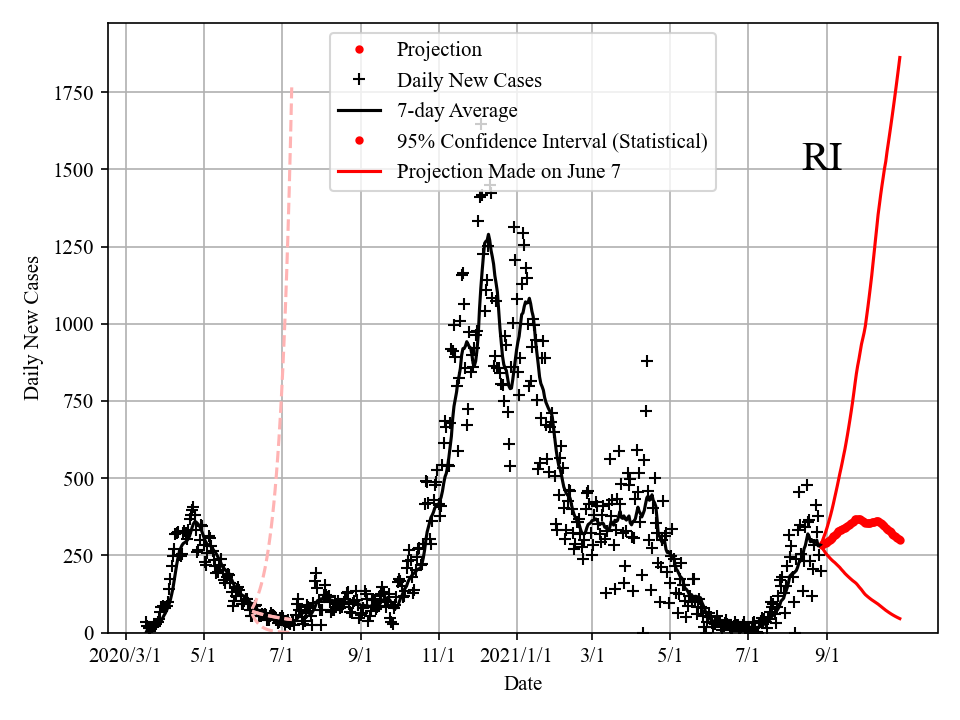 Projection
Daily New Cases
7-day Average
95% Confidence Interval (Statistical)
Projection Made on June 7
RI
1750
1500
1250
1000
750
500
250
0
Daily New Cases
2020/3/1 5/1 7/1 9/1 11/1 2021/1/1 3/1 5/1 7/1 9/1
Date